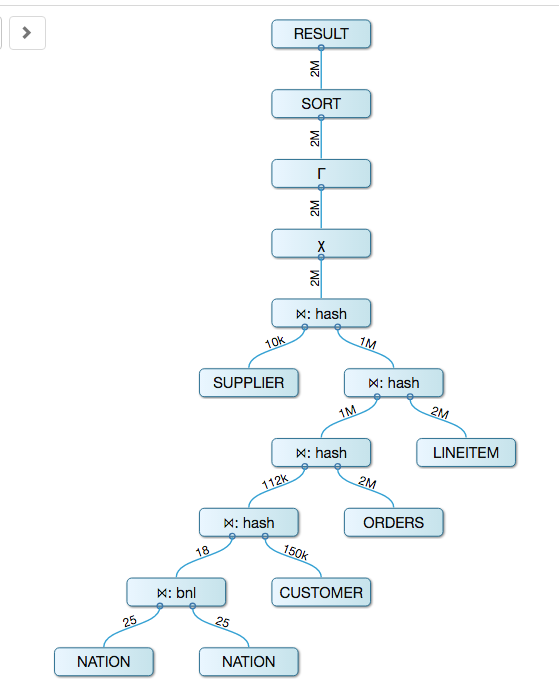 RESULT
2M
SORT
2M
Γ
2M
χ
2M
⋈: hash
10k
1M
SUPPLIER
⋈: hash
1M
2M
⋈: hash
LINEITEM
112k
2M
⋈: hash
ORDERS
18
150k
⋈: bnl
CUSTOMER
25
25
NATION
NATION